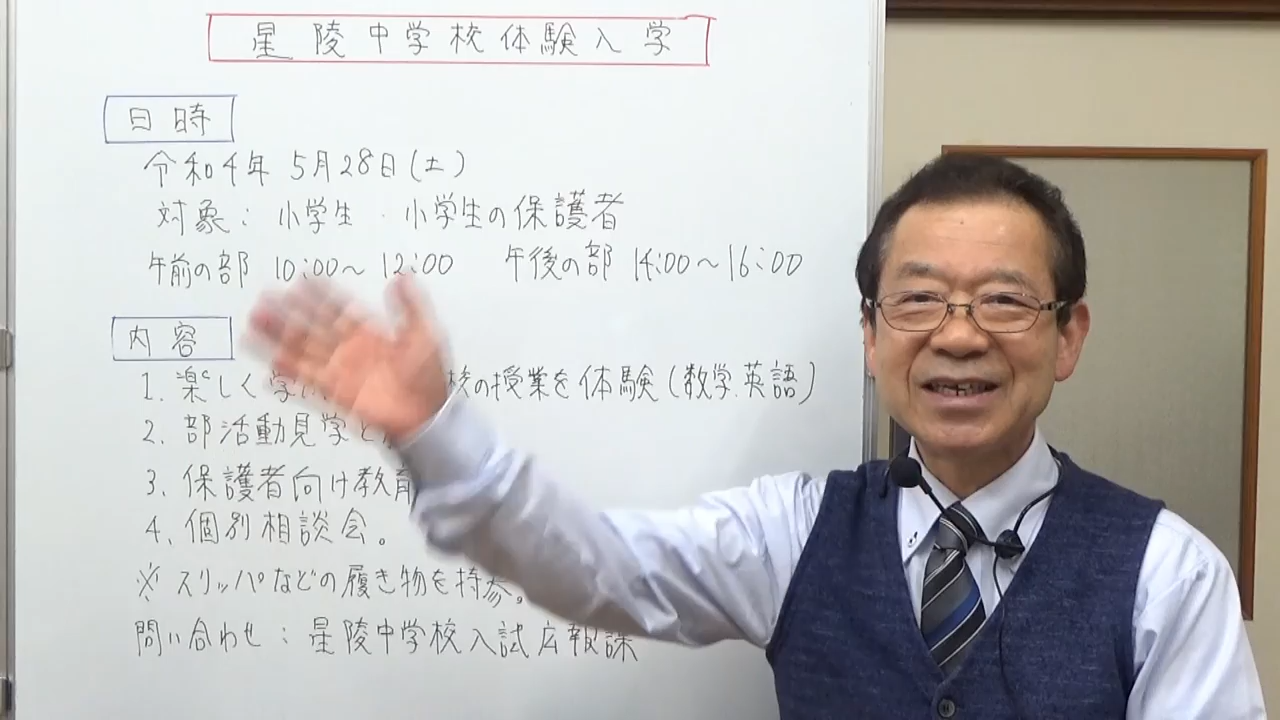 星陵中学校体験入学
日時
令和4年 5月28日(土)
対象: 小学生・小学生の保護者
午前の部 10:00〜12:00 午後の部 14:00〜16:00
内容
1. 楽しく学 校の授業を体験(数学.英語)
2. 部活動見学と
3. 保護者向け教育
4. 個別相談会。
※スリッパなどの履き物を持参。
問い合わせ: 星陵中学校入試広報課